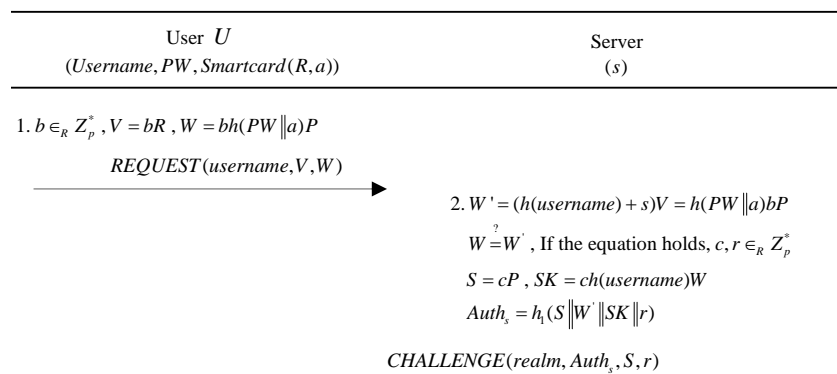 User U
Server
(Username, PW, Smartcard(R, a))
(s)
1. b ∈_R Z_p^*, V = bR, W = bh(PW‖a)P
REQUEST(username, V, W)
2. W' = (h(username) + s)V = h(PW‖a)bP
W ?= W', If the equation holds, c, r ∈_R Z_p^*
S = cP, SK = ch(username)W
Auth_s = h_1(S‖W'‖SK‖r)
CHALLENGE(realm, Auth_s, S, r)